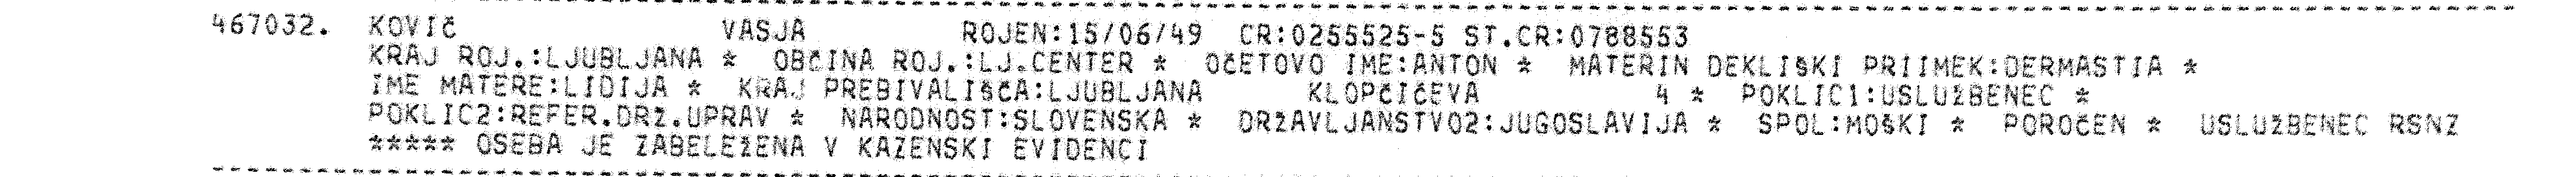 467032. KOVIČ VASJA ROJEN:15/06/49 CR:0255525-5 ST.CR:0788553
KRAJ ROJ.:LJUBLJANA * OBČINA ROJ.:LJ.CENTER * OČETOVO IME:ANTON * MATERIN DEKLIŠKI PRIIMEK:DERMASTIA *
IME MATERE:LIDIJA * KRAJ PREBIVALIŠČA:LJUBLJANA KLOPČIČEVA 4 * POKLIC1:USLUŽBENEC *
POKLIC2:REFER.DRŽ.UPRAV * NARODNOST:SLOVENSKA * DRŽAVLJANSTVO2:JUGOSLAVIJA * SPOL:MOŠKI * POROČEN * USLUŽBENEC RSNZ
***** OSEBA JE ZABELEŽENA V KAZENSKI EVIDENCI